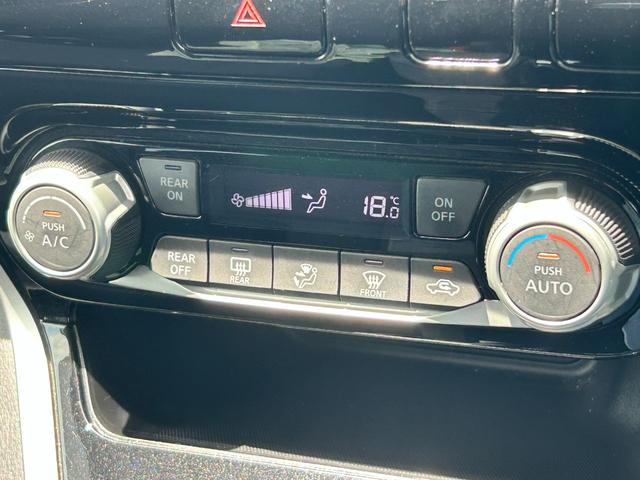 REAR
ON
18.0
°C
ON
OFF
PUSH
A/C
REAR
OFF
REAR
FRONT
PUSH
AUTO